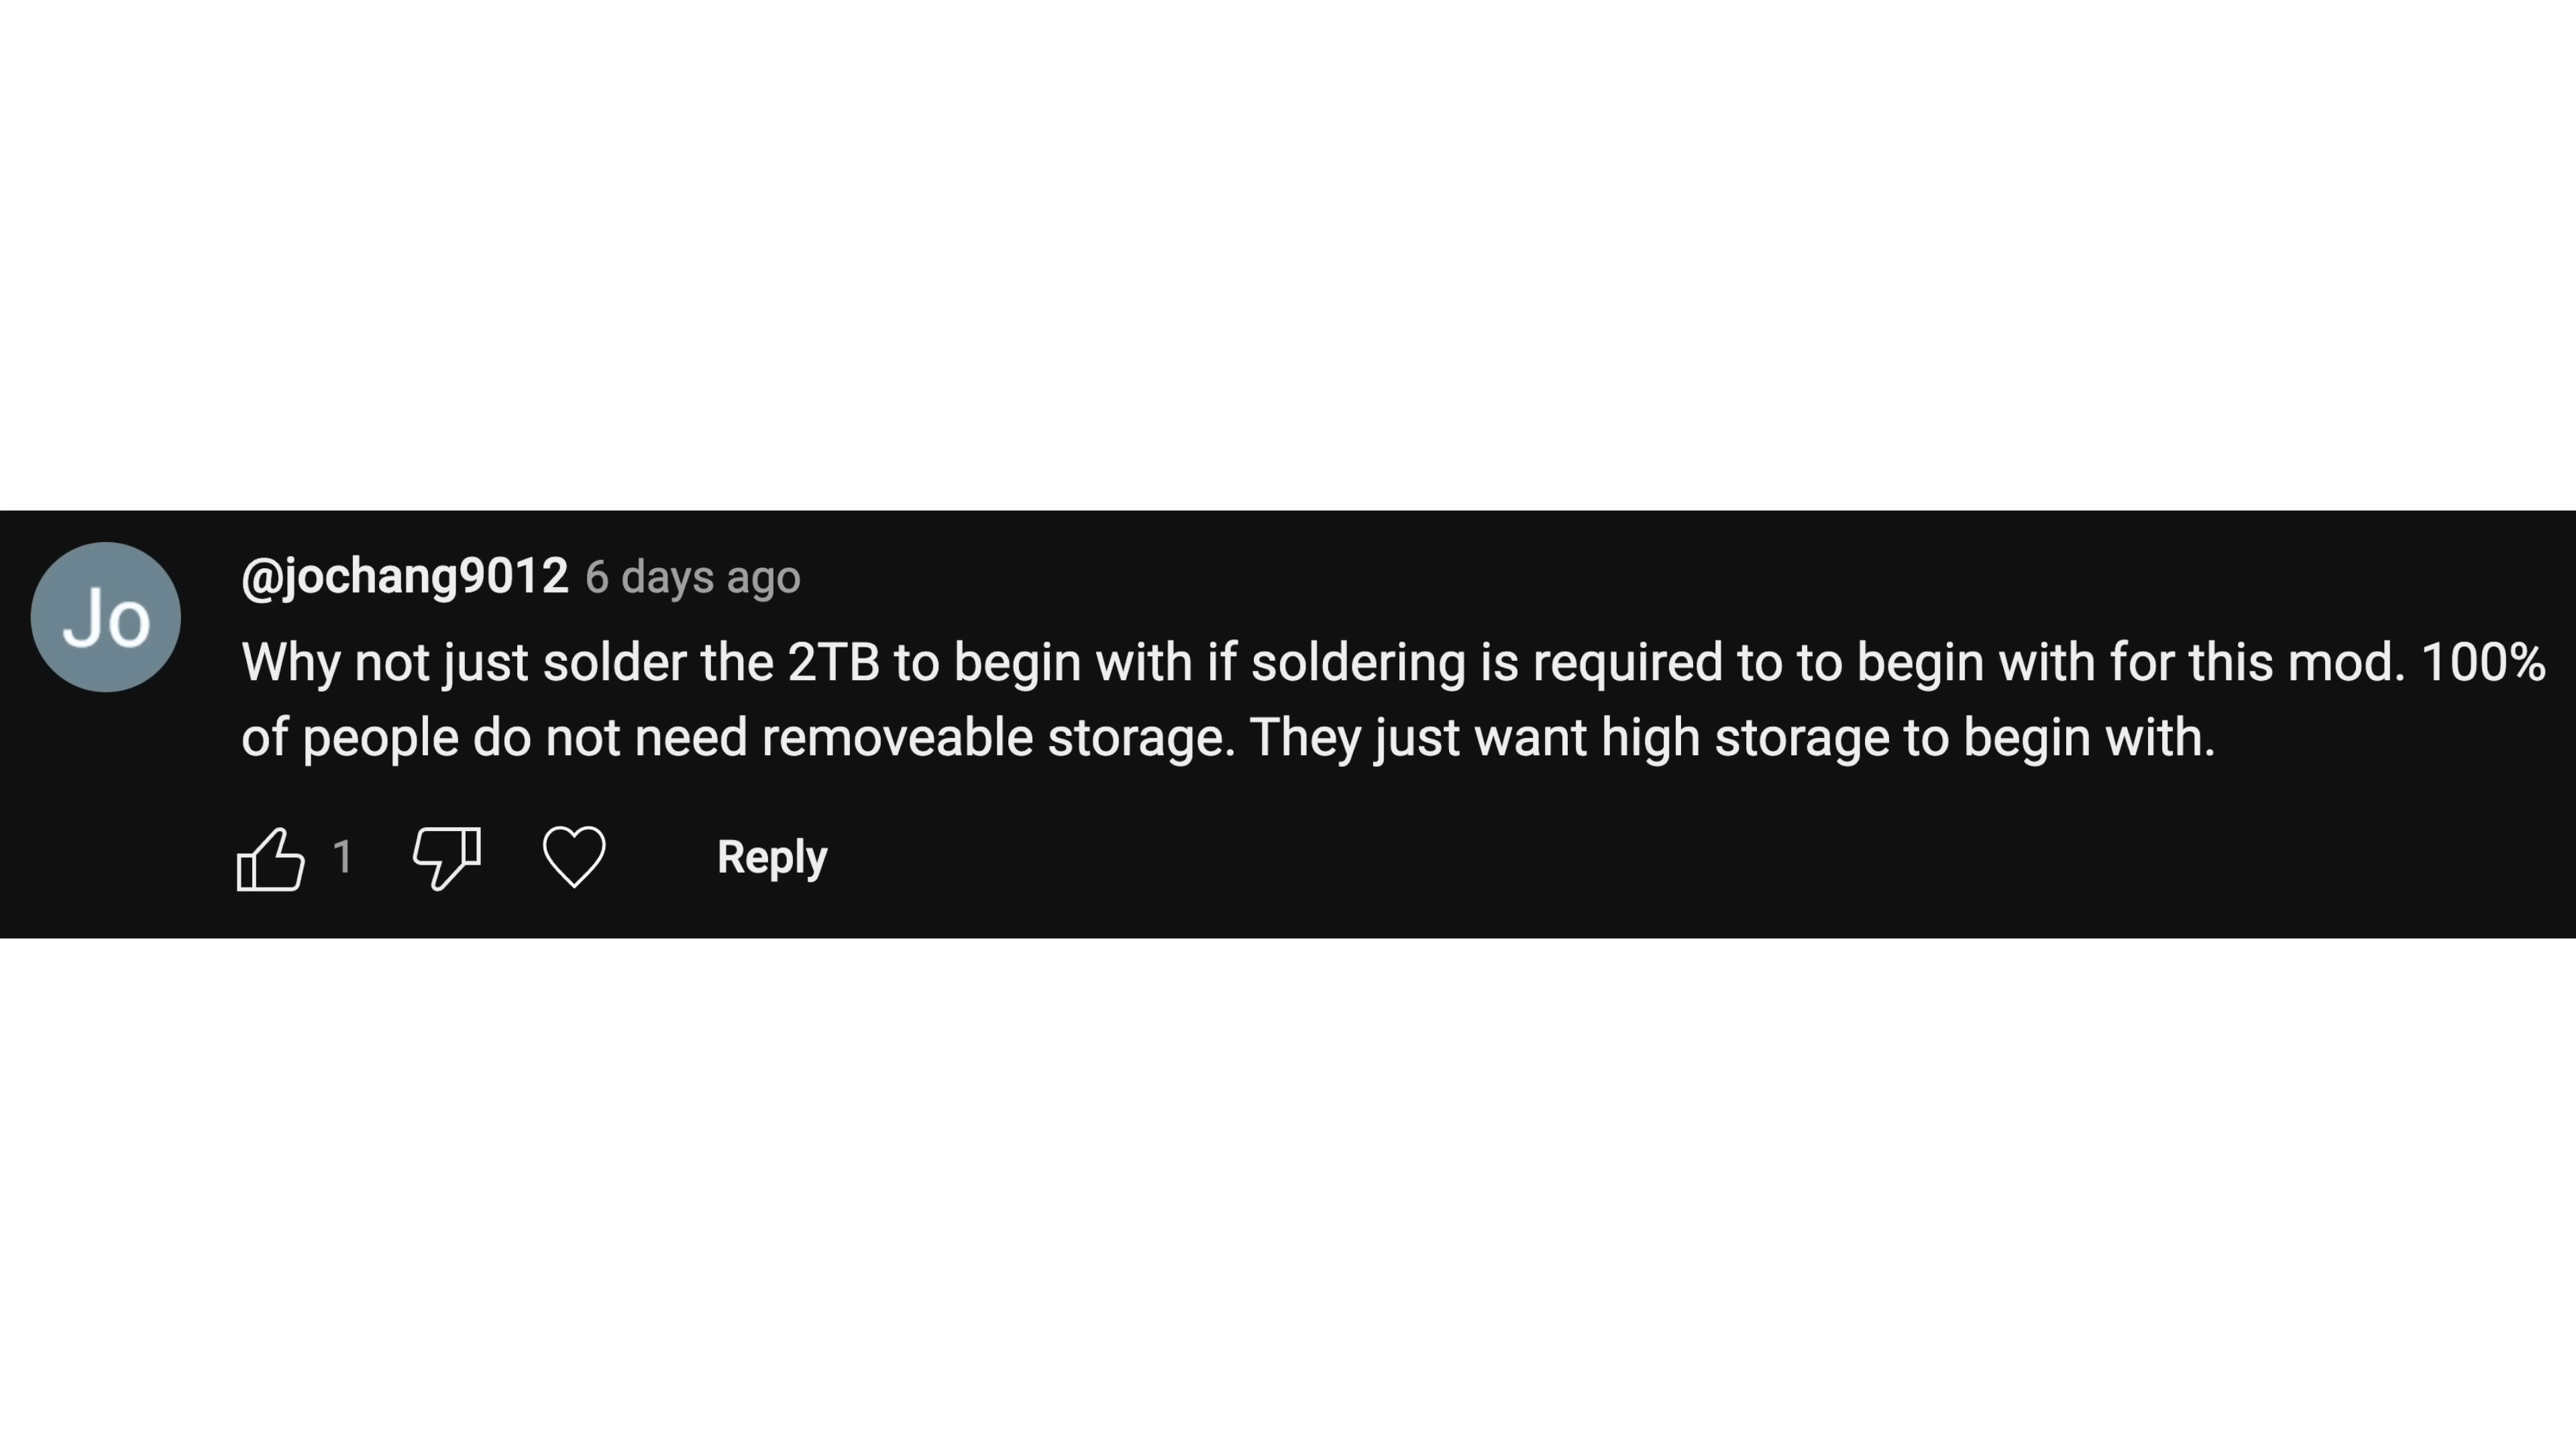 Jo
@jochang9012 6 days ago
Why not just solder the 2TB to begin with if soldering is required to to begin with for this mod. 100%
of people do not need removeable storage. They just want high storage to begin with.
1 Reply